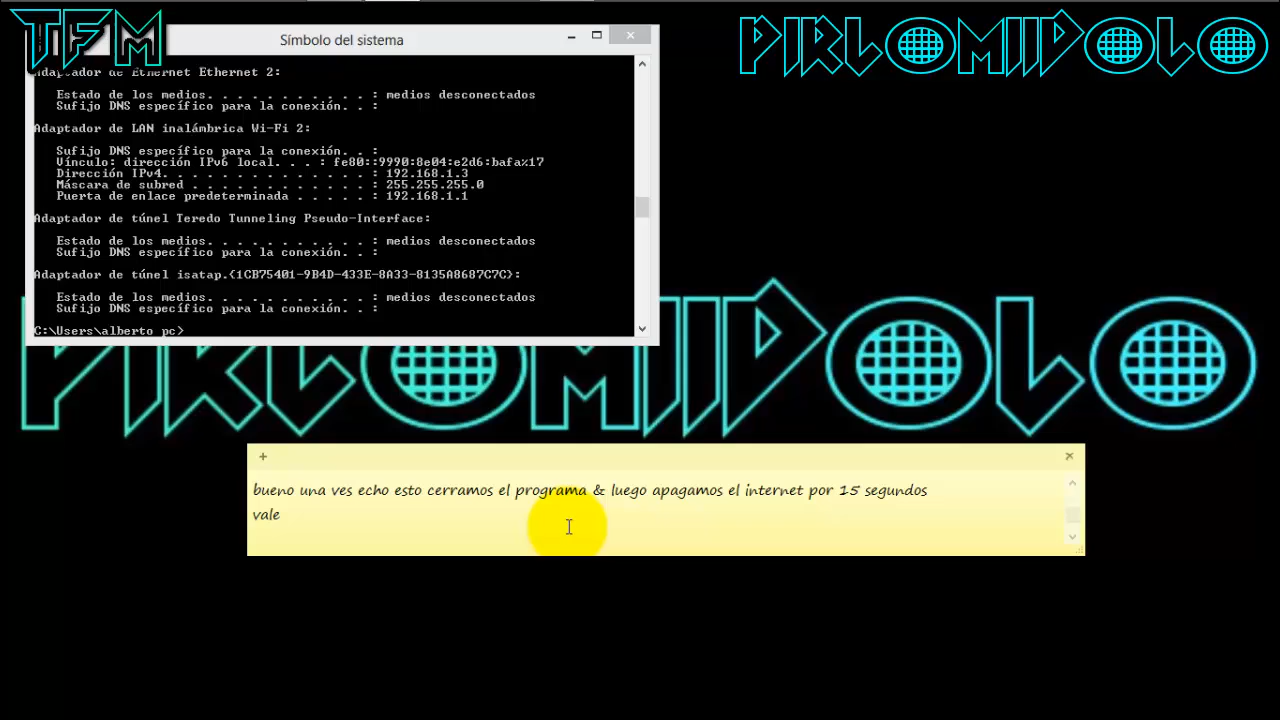 TFM
PIRLOMIDOLO
Símbolo del sistema
Adaptador de Ethernet Ethernet 2:
Estado de los medios. . . . . . . . . . . : medios desconectados
Sufijo DNS específico para la conexión. . :
Adaptador de LAN inalámbrica Wi-Fi 2:
Sufijo DNS específico para la conexión. . :
Vínculo: dirección IPv6 local. . . : fe80::9990:8e04:e2d6:bafa%17
Dirección IPv4. . . . . . . . . . . . . . : 192.168.1.3
Máscara de subred . . . . . . . . . . . . : 255.255.255.0
Puerta de enlace predeterminada . . . . . : 192.168.1.1
Adaptador de túnel Teredo Tunneling Pseudo-Interface:
Estado de los medios. . . . . . . . . . . : medios desconectados
Sufijo DNS específico para la conexión. . :
Adaptador de túnel isatap.{1CB75401-9B4D-433E-8A33-8135A8687C7C}:
Estado de los medios. . . . . . . . . . . : medios desconectados
Sufijo DNS específico para la conexión. . :
C:\Users\alberto pc>
PIRLOMIDOLO
bueno una ves echo esto cerramos el programa & luego apagamos el internet por 15 segundos
vale